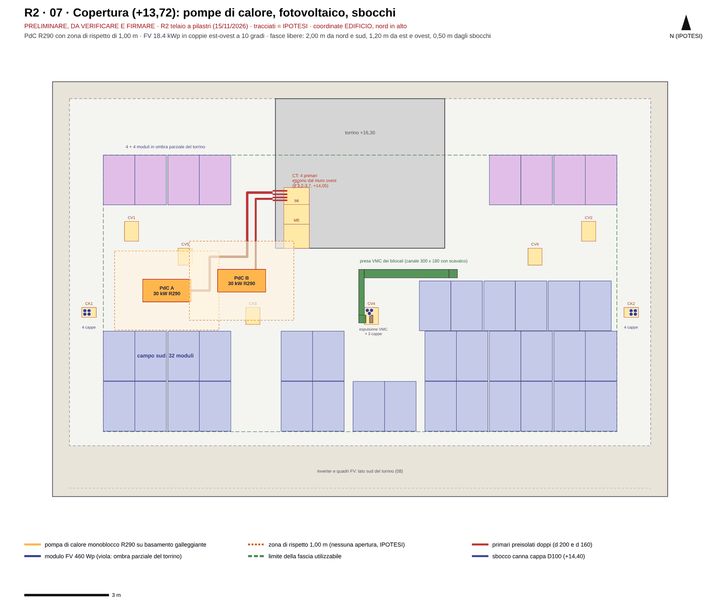 R2 · 07 · Copertura (+13,72): pompe di calore, fotovoltaico, sbocchi
PRELIMINARE, DA VERIFICARE E FIRMARE · R2 telaio a pilastri (15/11/2026) · tracciati = IPOTESI · coordinate EDIFICIO, nord in alto
PdC R290 con zona di rispetto di 1,00 m · FV 18.4 kWp in coppie est-ovest a 10 gradi · fasce libere: 2,00 m da nord e sud, 1,20 m da est e ovest, 0,50 m dagli sbocchi
N (IPOTESI)
torrino +16,30
4 + 4 moduli in ombra parziale del torrino
CT: 4 primari
escono dal muro ovest
CV1
CV3
CV4
presa VMC dei bilocali (canale 300 x 180 con scavalco)
PdC B
30 kW R290
PdC A
30 kW R290
CK1
CK3
CK4
CK2
4 cappe
4 cappe
espulsione VMC
+ 3 cappe
campo sud: 32 moduli
inverter e quadri FV: lato sud del torrino (08)
pompa di calore monoblocco R290 su basamento galleggiante
zona di rispetto 1,00 m (nessuna apertura, IPOTESI)
primari preisolati doppi (d 200 e d 160)
modulo FV 460 Wp (viola: ombra parziale del torrino)
limite della fascia utilizzabile
sbocco canna cappa D100 (+14,40)
3 m